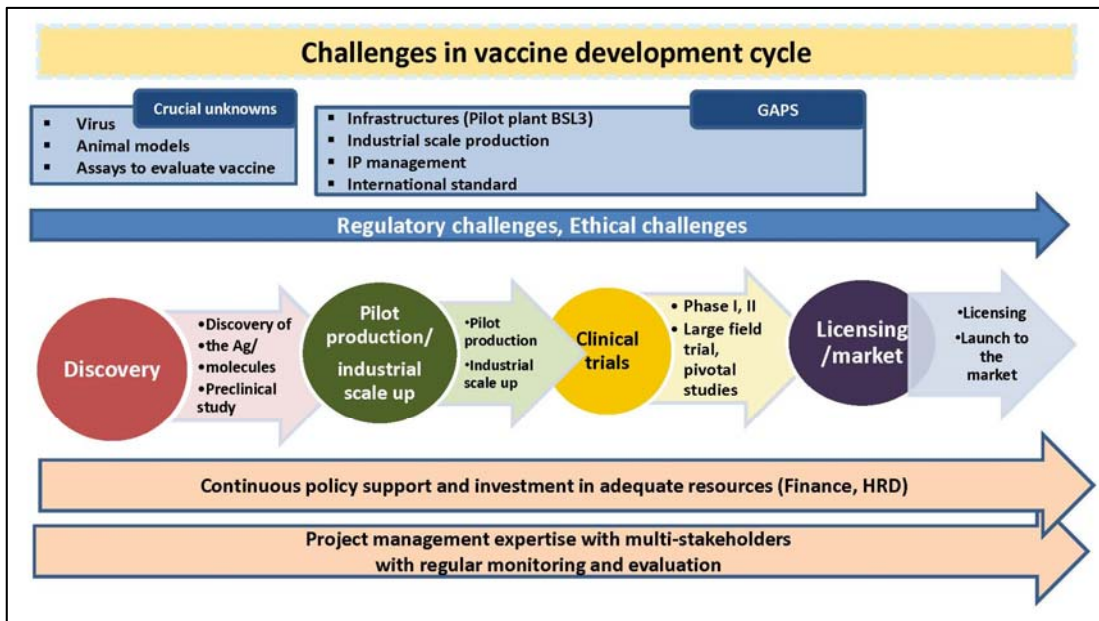 Challenges in vaccine development cycle
Crucial unknowns
▪ Virus
▪ Animal models
▪ Assays to evaluate vaccine
GAPS
▪ Infrastructures (Pilot plant BSL3)
▪ Industrial scale production
▪ IP management
▪ International standard
Regulatory challenges, Ethical challenges
Discovery
•Discovery of
•the Ag/
•molecules
•Preclinical
study
Pilot
production/
industrial
scale up
•Pilot
production
•Industrial
scale up
Clinical
trials
• Phase I, II
• Large field
trial,
pivotal
studies
Licensing
/market
•Licensing
•Launch to
the
market
Continuous policy support and investment in adequate resources (Finance, HRD)
Project management expertise with multi-stakeholders
with regular monitoring and evaluation